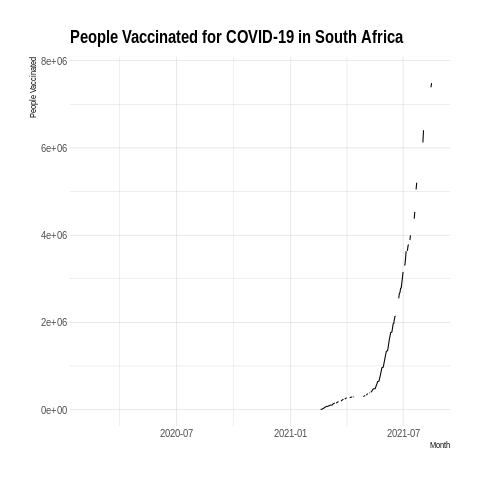 People Vaccinated for COVID-19 in South Africa
People Vaccinated
8e+06
6e+06
4e+06
2e+06
0e+00
2020-07 2021-01 2021-07
Month